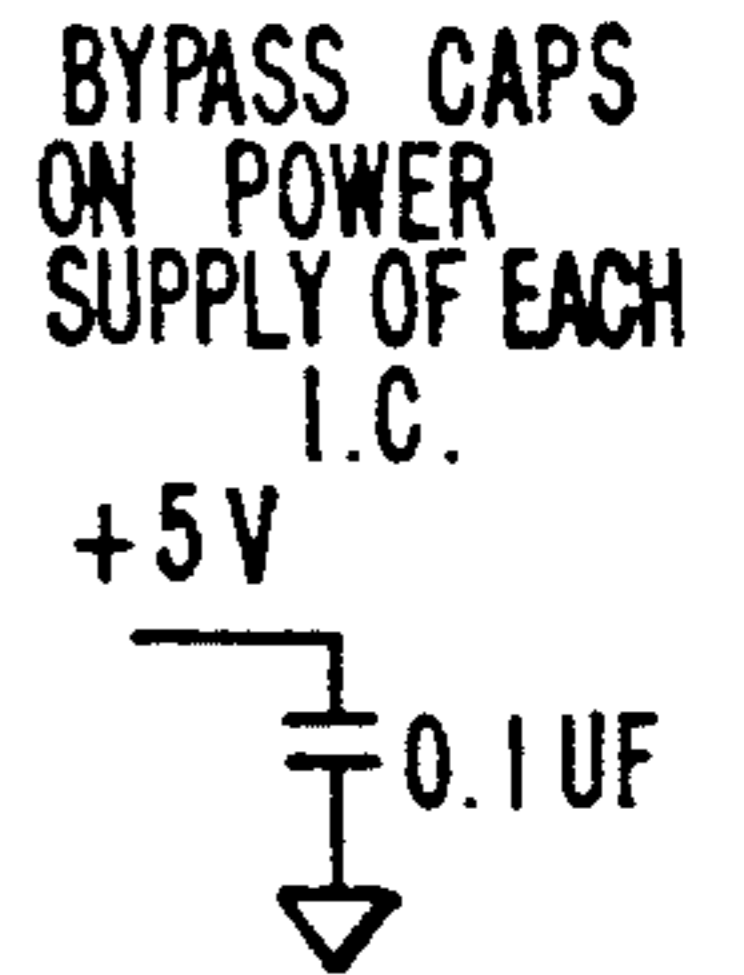 BYPASS CAPS
ON POWER
SUPPLY OF EACH
I.C.
+5V
0.1UF